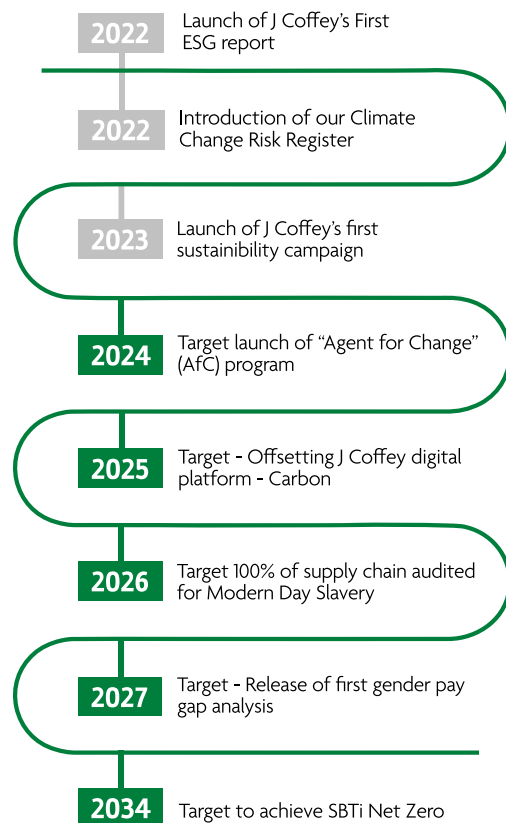 2022
Launch of J Coffey's First
ESG report
2022
Introduction of our Climate
Change Risk Register
2023
Launch of J Coffey's first
sustainibility campaign
2024
Target launch of “Agent for Change”
(AfC) program
2025
Target - Offsetting J Coffey digital
platform - Carbon
2026
Target 100% of supply chain audited
for Modern Day Slavery
2027
Target - Release of first gender pay
gap analysis
2034
Target to achieve SBTi Net Zero